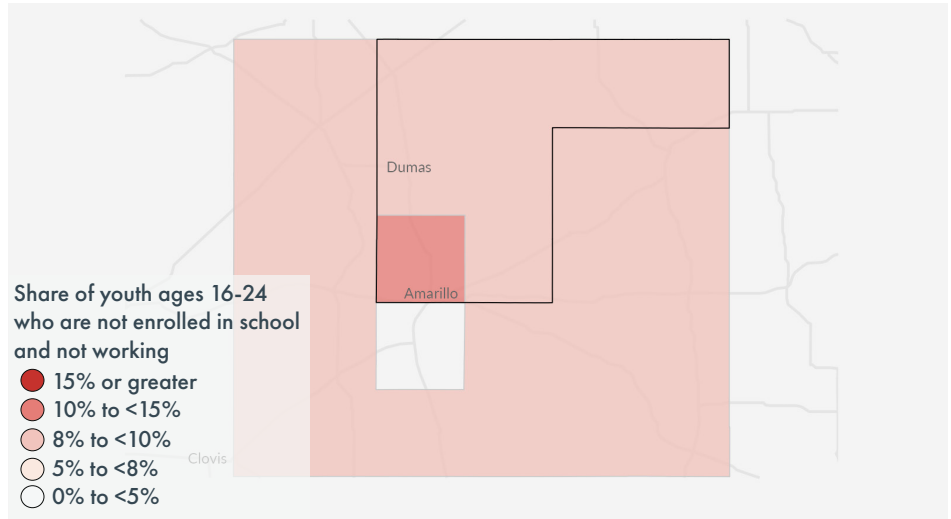 Dumas
Amarillo
Share of youth ages 16-24
who are not enrolled in school
and not working
15% or greater
10% to <15%
8% to <10%
5% to <8%
0% to <5%
Clovis